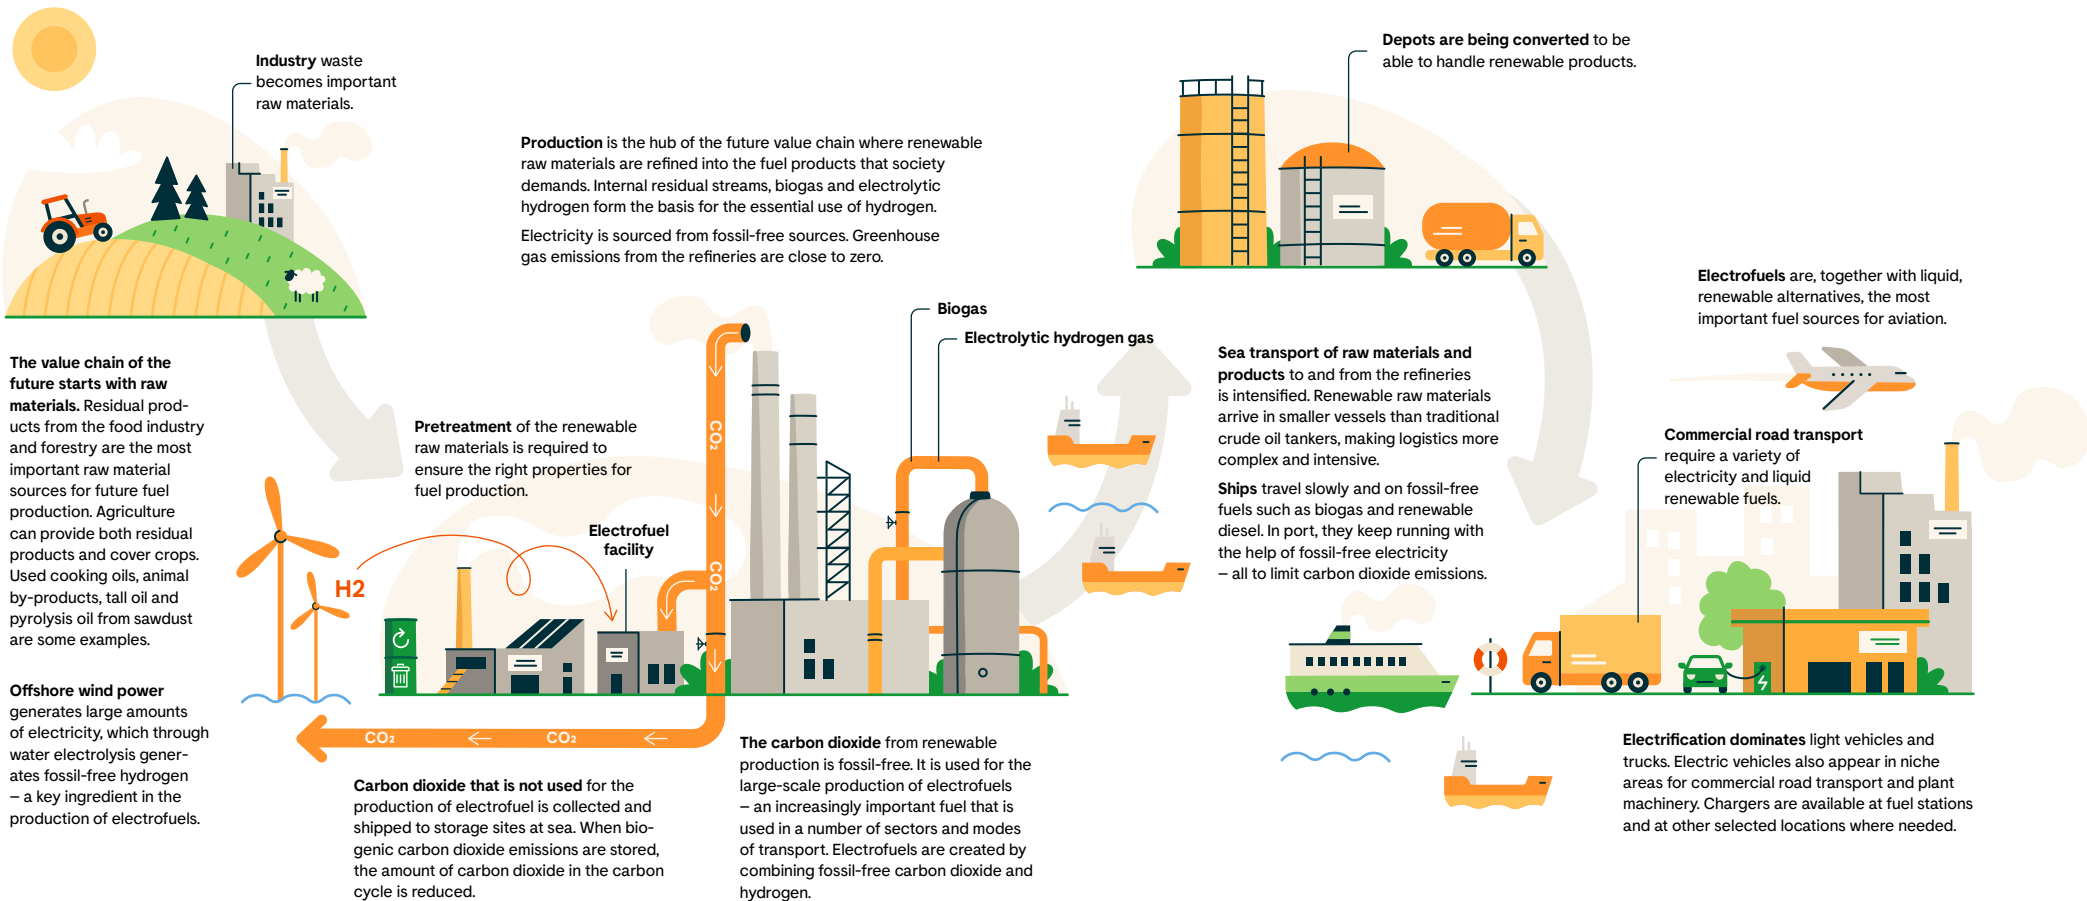 Industry waste
becomes important
raw materials.
The value chain of the
future starts with raw
materials. Residual prod-
ucts from the food industry
and forestry are the most
important raw material
sources for future fuel
production. Agriculture
can provide both residual
products and cover crops.
Used cooking oils, animal
by-products, tall oil and
pyrolysis oil from sawdust
are some examples.
Offshore wind power
generates large amounts
of electricity, which through
water electrolysis gener-
ates fossil-free hydrogen
– a key ingredient in the
production of electrofuels.
H2
Pretreatment of the renewable
raw materials is required to
ensure the right properties for
fuel production.
Electrofuel
facility
Production is the hub of the future value chain where renewable
raw materials are refined into the fuel products that society
demands. Internal residual streams, biogas and electrolytic
hydrogen form the basis for the essential use of hydrogen.
Electricity is sourced from fossil-free sources. Greenhouse
gas emissions from the refineries are close to zero.
Biogas
Electrolytic hydrogen gas
CO₂
CO₂
CO₂
CO₂
Carbon dioxide that is not used for the
production of electrofuel is collected and
shipped to storage sites at sea. When bio-
genic carbon dioxide emissions are stored,
the amount of carbon dioxide in the carbon
cycle is reduced.
The carbon dioxide from renewable
production is fossil-free. It is used for the
large-scale production of electrofuels
– an increasingly important fuel that is
used in a number of sectors and modes
of transport. Electrofuels are created by
combining fossil-free carbon dioxide and
hydrogen.
Depots are being converted to be
able to handle renewable products.
Sea transport of raw materials and
products to and from the refineries
is intensified. Renewable raw materials
arrive in smaller vessels than traditional
crude oil tankers, making logistics more
complex and intensive.
Ships travel slowly and on fossil-free
fuels such as biogas and renewable
diesel. In port, they keep running with
the help of fossil-free electricity
– all to limit carbon dioxide emissions.
Electrofuels are, together with liquid,
renewable alternatives, the most
important fuel sources for aviation.
Commercial road transport
require a variety of
electricity and liquid
renewable fuels.
Electrification dominates light vehicles and
trucks. Electric vehicles also appear in niche
areas for commercial road transport and plant
machinery. Chargers are available at fuel stations
and at other selected locations where needed.